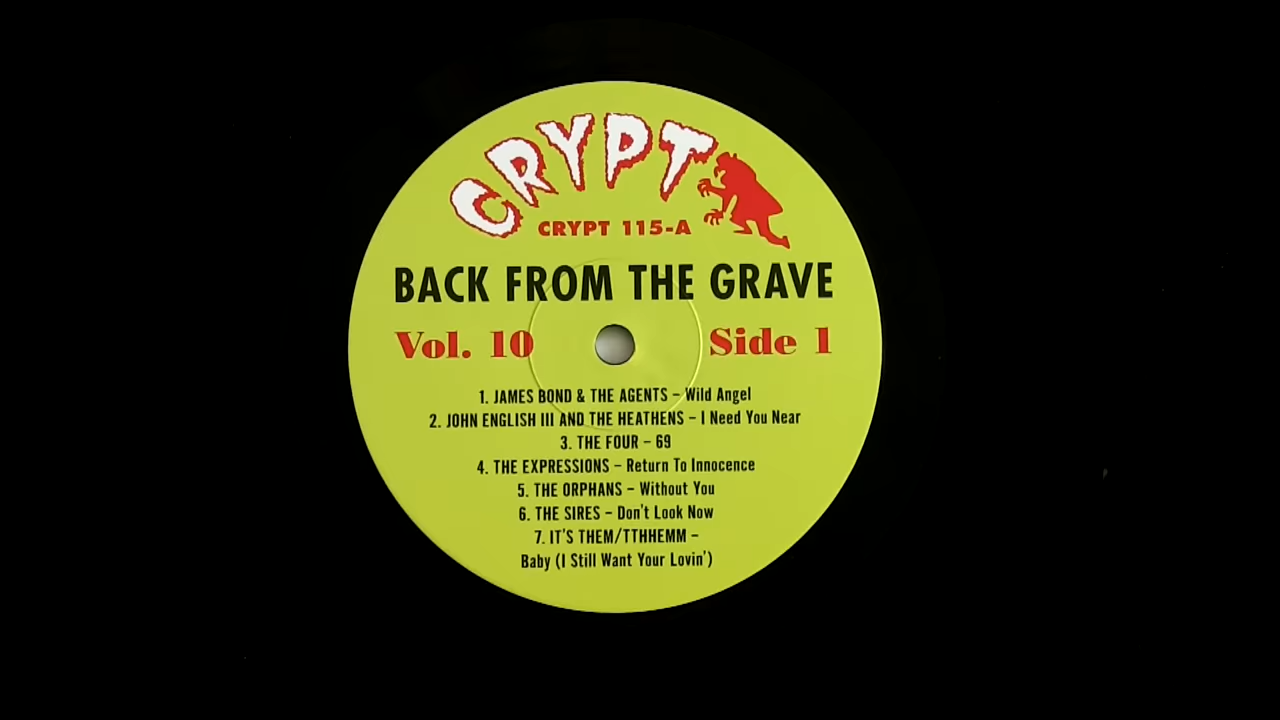 CRYPT
CRYPT 115-A
BACK FROM THE GRAVE
Vol. 10 Side 1
1. JAMES BOND & THE AGENTS – Wild Angel
2. JOHN ENGLISH III AND THE HEATHENS – I Need You Near
3. THE FOUR – 69
4. THE EXPRESSIONS – Return To Innocence
5. THE ORPHANS – Without You
6. THE SIRES – Don't Look Now
7. IT'S THEM/TTHHEMM –
Baby (I Still Want Your Lovin')